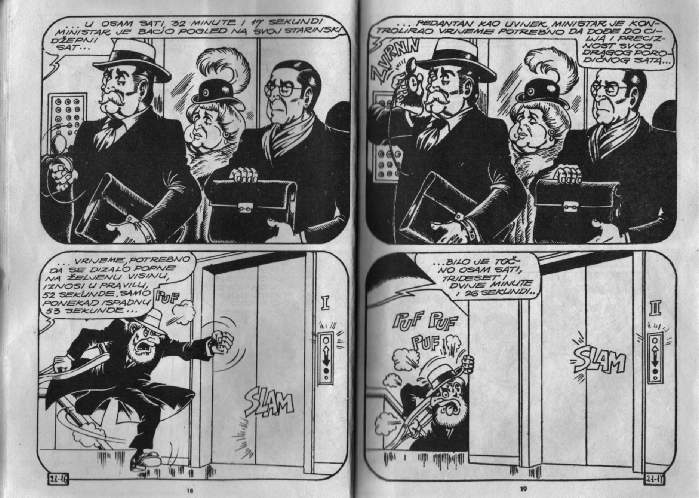 ...U OSAM SATI, 32 MINUTE I 17 SEKUNDI
MINISTAR JE BACIO POGLED NA SVOJ STARINSKI
DŽEPNI
SAT...
...VRIJEME, POTREBNO
DA SE DIZALO POPNE
NA ŽELJENU VISINU,
IZNOSI U PRAVILU,
52 SEKUNDE, SAMO
PONEKAD ISPADNU
53 SEKUNDE...
PUF
I
SLAM
18
...PEDANTAN KAO UVIJEK, MINISTAR JE KON-
TROLIRAO VRIJEME POTREBNO DA DOĐE DO CI-
LJA I PRECIZ-
NOST SVOG
DRAGOG PORO-
DIČNOG SATA...
ZVRNN
...BILO JE TOČ-
NO OSAM SATI,
TRIDESET I
DVIJE MINUTE
I 26 SEKUNDI...
PUF PUF
PUF
II
SLAM
19